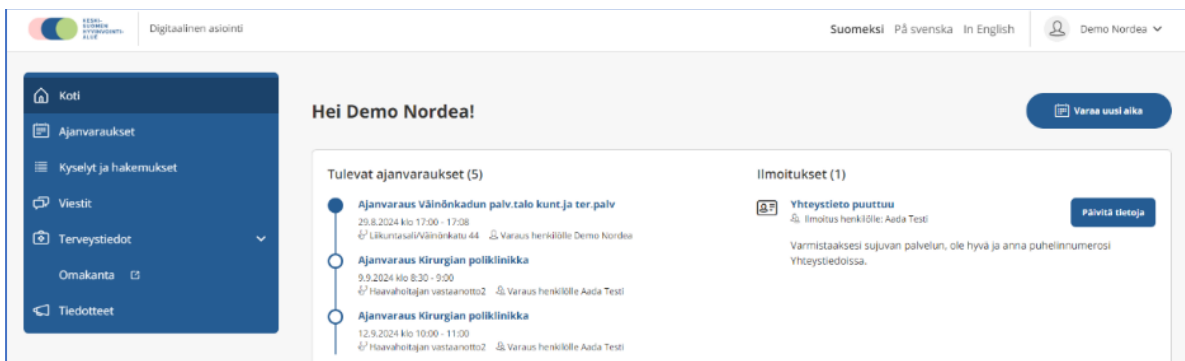 KESKI-
SUOMEN
HYVINVOINTI-
ALUE
Digitaalinen asiointi
Suomeksi På svenska In English
Demo Nordea
Koti
Ajanvaraukset
Kyselyt ja hakemukset
Viestit
Terveystiedot
Omakanta
Tiedotteet
Hei Demo Nordea!
Varaa uusi aika
Tulevat ajanvaraukset (5)
Ajanvaraus Väinönkadun palv.talo kunt.ja ter.palv
29.8.2024 klo 17:00 - 17:08
Liikuntasali/Väinönkatu 44 Varaus henkilölle Demo Nordea
Ajanvaraus Kirurgian poliklinikka
9.9.2024 klo 8:30 - 9:00
Haavahoitajan vastaanotto2 Varaus henkilölle Aada Testi
Ajanvaraus Kirurgian poliklinikka
12.9.2024 klo 10:00 - 11:00
Haavahoitajan vastaanotto2 Varaus henkilölle Aada Testi
Ilmoitukset (1)
Yhteystieto puuttuu
Ilmoitus henkilölle: Aada Testi
Päivitä tietoja
Varmistaaksesi sujuvan palvelun, ole hyvä ja anna puhelinnumerosi
Yhteystiedoissa.